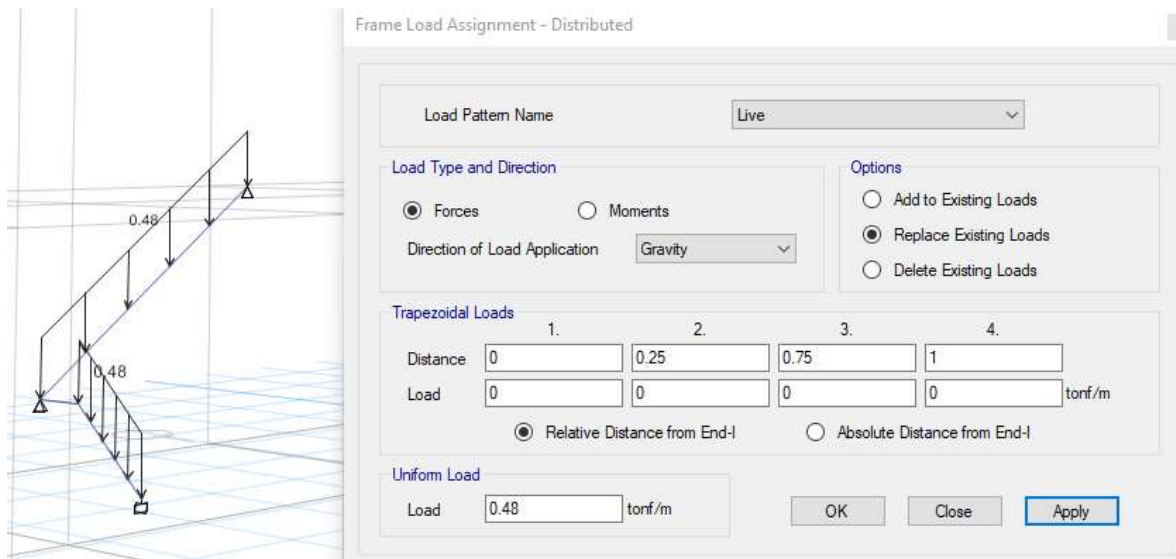 Frame Load Assignment - Distributed
Load Pattern Name Live
Load Type and Direction
Forces Moments
Direction of Load Application Gravity
Options
Add to Existing Loads
Replace Existing Loads
Delete Existing Loads
Trapezoidal Loads
1. 2. 3. 4.
Distance 0 0.25 0.75 1
Load 0 0 0 0 tonf/m
Relative Distance from End-I Absolute Distance from End-I
Uniform Load
Load 0.48 tonf/m
OK Close Apply
0.48
0.48